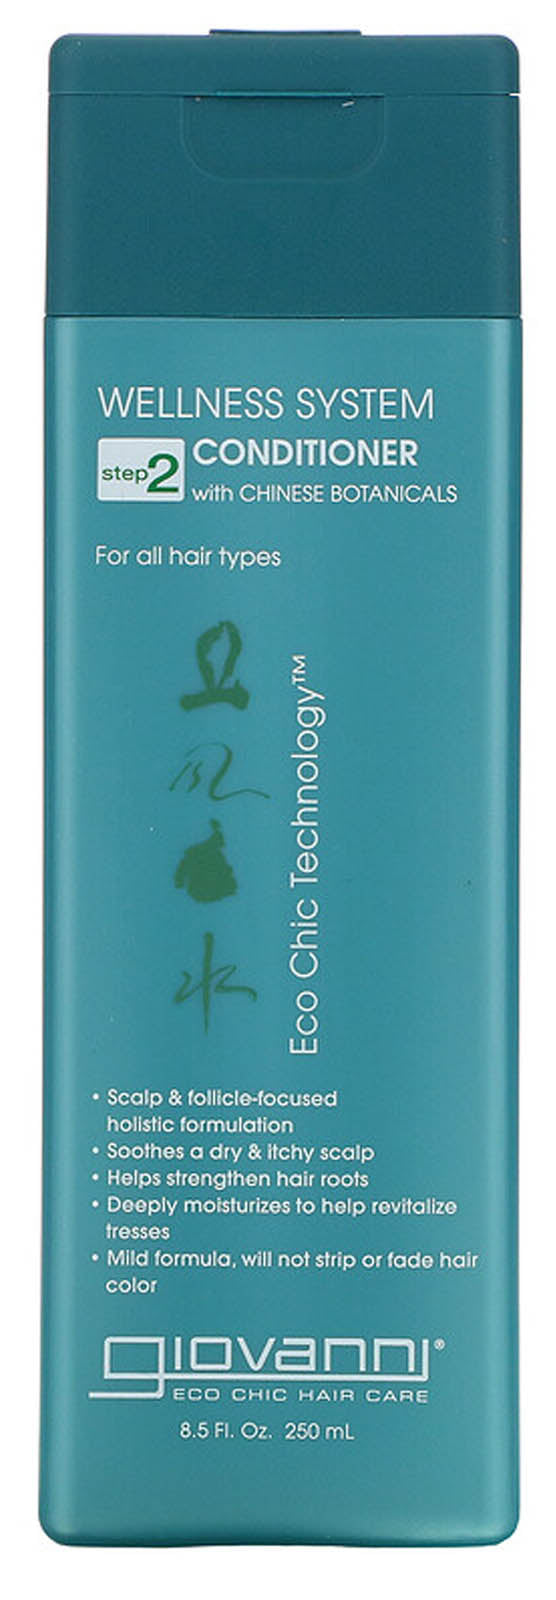 WELLNESS SYSTEM
step2
CONDITIONER
with CHINESE BOTANICALS
For all hair types
風
水
Eco Chic Technology™
• Scalp & follicle-focused
holistic formulation
• Soothes a dry & itchy scalp
• Helps strengthen hair roots
• Deeply moisturizes to help revitalize
tresses
• Mild formula, will not strip or fade hair
color
giovanni®
ECO CHIC HAIR CARE
8.5 Fl. Oz. 250 mL